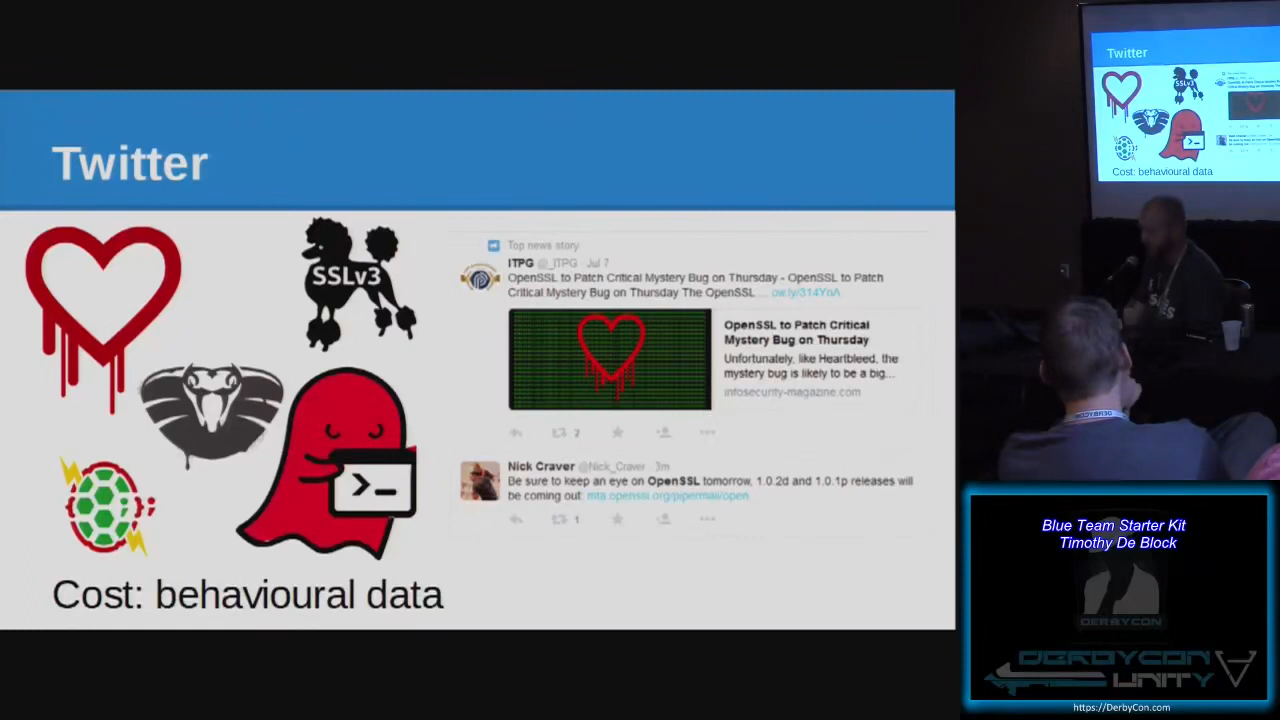 Twitter
SSLv3
>_
Top news story
ITPG @_ITPG Jul 7
OpenSSL to Patch Critical Mystery Bug on Thursday - OpenSSL to Patch
Critical Mystery Bug on Thursday The OpenSSL ... ow.ly/314YnA
OpenSSL to Patch Critical
Mystery Bug on Thursday
Unfortunately, like Heartbleed, the
mystery bug is likely to be a big...
infosecurity-magazine.com
2
Nick Craver @Nick_Craver 3m
Be sure to keep an eye on OpenSSL tomorrow, 1.0.2d and 1.0.1p releases will
be coming out: mta.openssl.org/pipermail/open
1
Cost: behavioural data
Twitter
SSLv3
>_
Cost: behavioural data
Blue Team Starter Kit
Timothy De Block
DERBYCON
DERBYCON
UNITY
https://DerbyCon.com